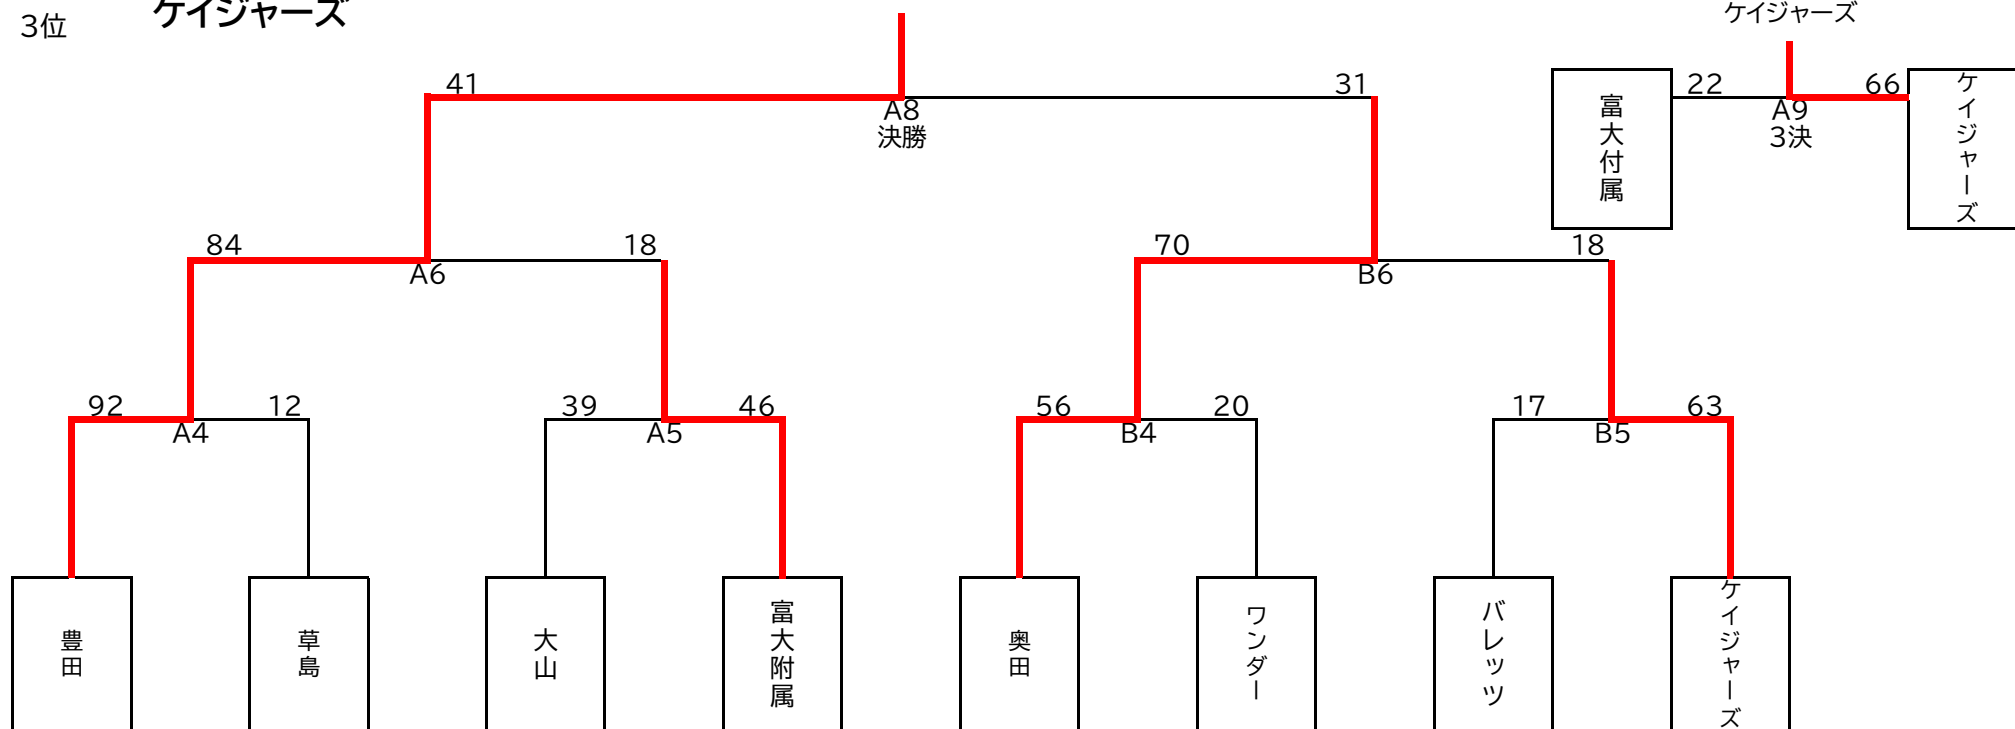 3位 ケイジャーズ
ケイジャーズ
41 31
A8
決勝
22 66
A9
3決
富大付属
ケイジャーズ
84 18
A6
70 18
B6
92 12
A4
39 46
A5
56 20
B4
17 63
B5
豊田
草島
大山
富大附属
奥田
ワンダー
バレッツ
ケイジャーズ